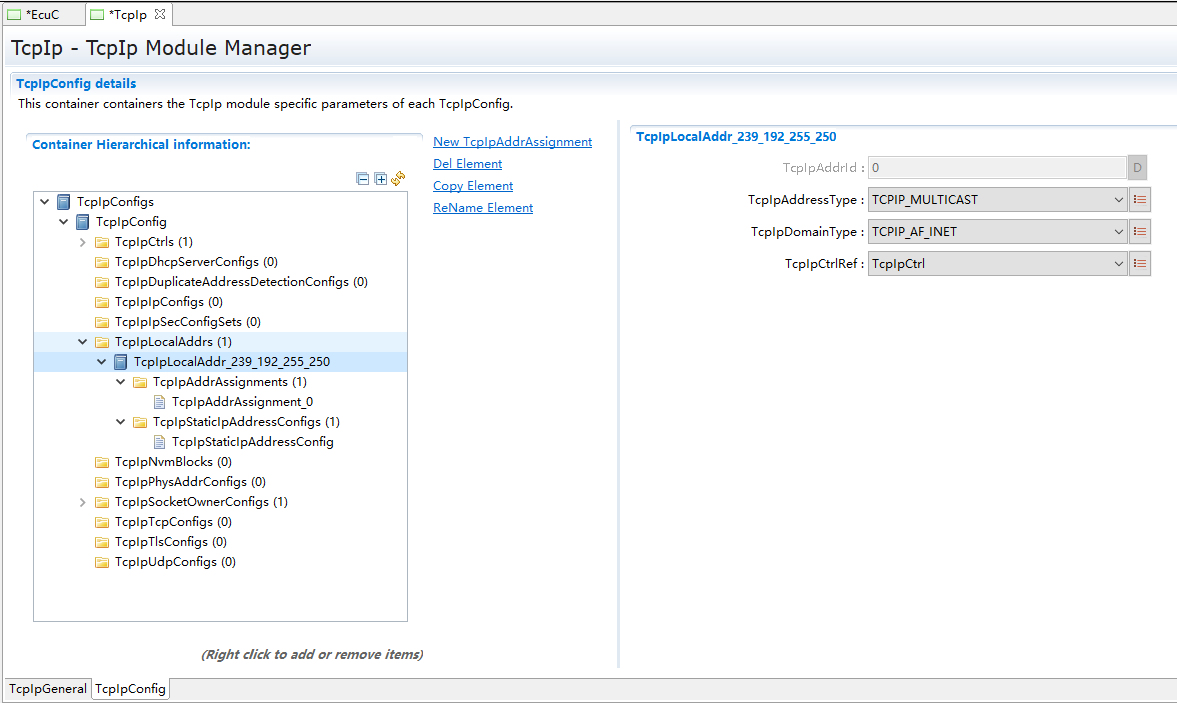 *EcuC
*TcpIp
TcpIp - TcpIp Module Manager
TcpIpConfig details
This container containers the TcpIp module specific parameters of each TcpIpConfig.
Container Hierarchical information:
TcpIpConfigs
TcpIpConfig
TcpIpCtrls (1)
TcpIpDhcpServerConfigs (0)
TcpIpDuplicateAddressDetectionConfigs (0)
TcpIpIpConfigs (0)
TcpIpIpSecConfigSets (0)
TcpIpLocalAddrs (1)
TcpIpLocalAddr_239_192_255_250
TcpIpAddrAssignments (1)
TcpIpAddrAssignment_0
TcpIpStaticIpAddressConfigs (1)
TcpIpStaticIpAddressConfig
TcpIpNvmBlocks (0)
TcpIpPhysAddrConfigs (0)
TcpIpSocketOwnerConfigs (1)
TcpIpTcpConfigs (0)
TcpIpTlsConfigs (0)
TcpIpUdpConfigs (0)
(Right click to add or remove items)
New TcpIpAddrAssignment
Del Element
Copy Element
ReName Element
TcpIpLocalAddr_239_192_255_250
TcpIpAddrId : 0 D
TcpIpAddressType : TCPIP_MULTICAST
TcpIpDomainType : TCPIP_AF_INET
TcpIpCtrlRef : TcpIpCtrl
TcpIpGeneral
TcpIpConfig